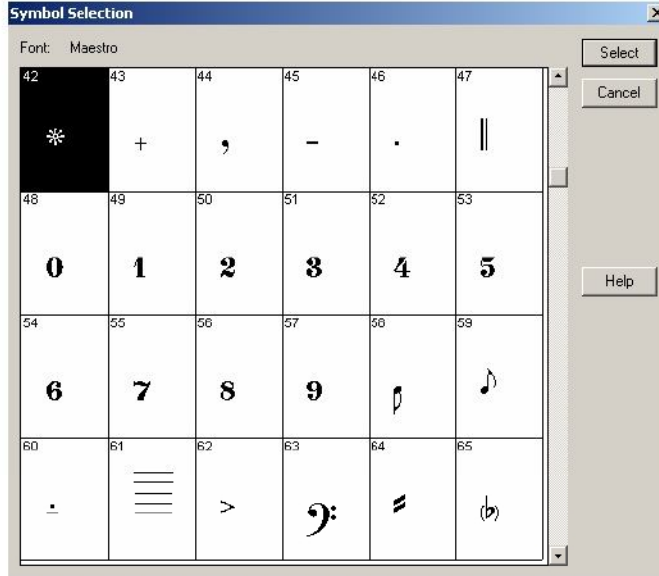 Symbol Selection
Font: Maestro
Select
Cancel
Help
42 43 44 45 46 47
+ , - . 
48 49 50 51 52 53
0 1 2 3 4 5
54 55 56 57 58 59
6 7 8 9
60 61 62 63 64 65
>